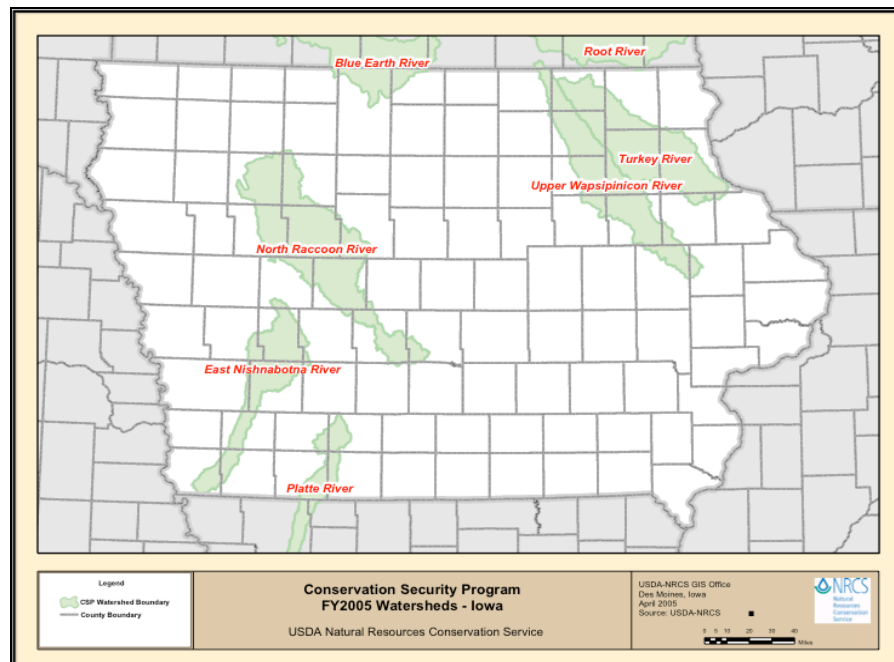 Root River
Blue Earth River
Turkey River
Upper Wapsipinicon River
North Raccoon River
East Nishnabotna River
Platte River
Legend
CSP Watershed Boundary
County Boundary
Conservation Security Program
FY2005 Watersheds - Iowa
USDA Natural Resources Conservation Service
USDA-NRCS GIS Office
Des Moines, Iowa
April 2005
Source: USDA-NRCS
0 5 10 20 30 40
Miles
NRCS
Natural
Resources
Conservation
Service